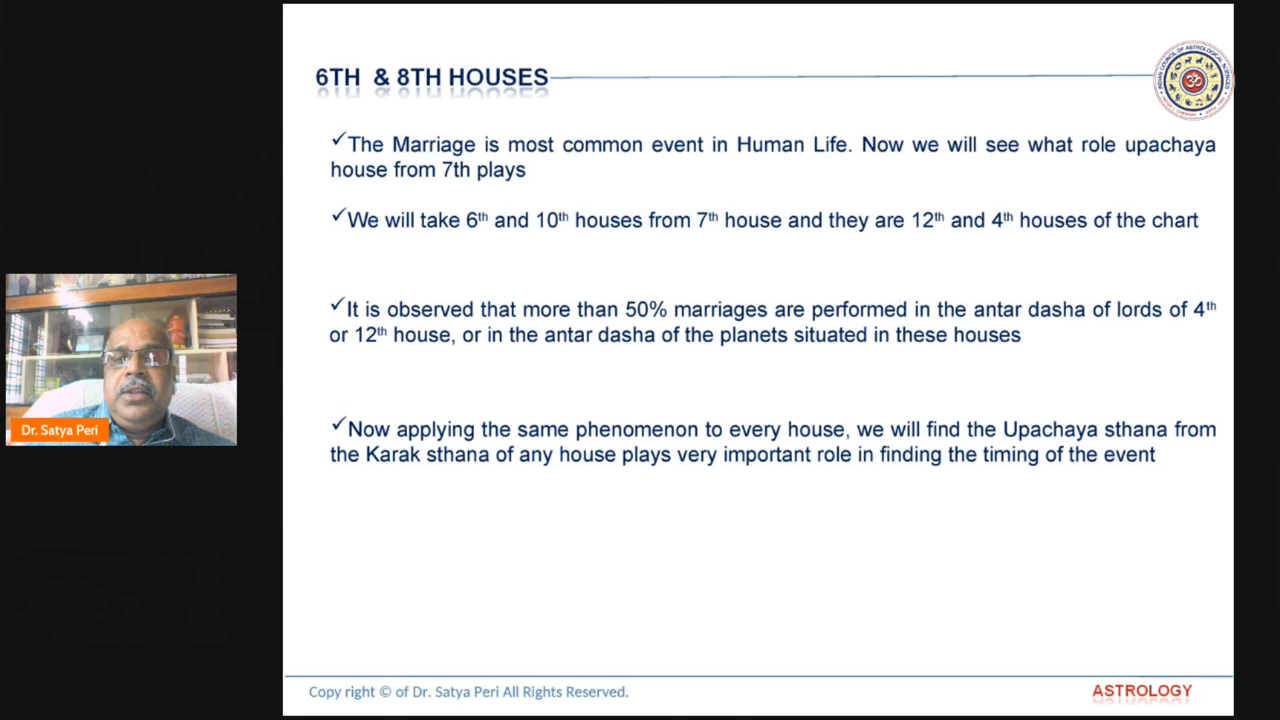 6TH & 8TH HOUSES
✓The Marriage is most common event in Human Life. Now we will see what role upachaya
house from 7th plays
✓We will take 6th and 10th houses from 7th house and they are 12th and 4th houses of the chart
✓It is observed that more than 50% marriages are performed in the antar dasha of lords of 4th
or 12th house, or in the antar dasha of the planets situated in these houses
✓Now applying the same phenomenon to every house, we will find the Upachaya sthana from
the Karak sthana of any house plays very important role in finding the timing of the event
Dr. Satya Peri
Copy right © of Dr. Satya Peri All Rights Reserved.
ASTROLOGY